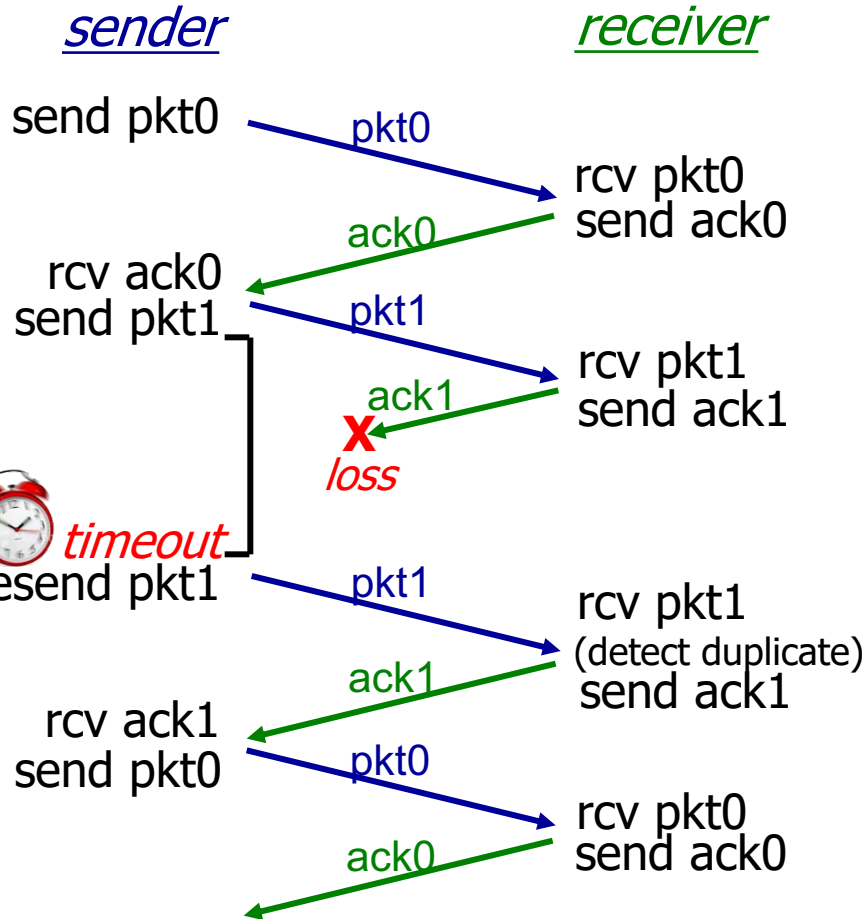 sender
receiver
send pkt0
pkt0
rcv pkt0
send ack0
ack0
rcv ack0
send pkt1
pkt1
rcv pkt1
send ack1
ack1
X
loss
timeout
esend pkt1
pkt1
rcv pkt1
(detect duplicate)
send ack1
ack1
rcv ack1
send pkt0
pkt0
rcv pkt0
send ack0
ack0